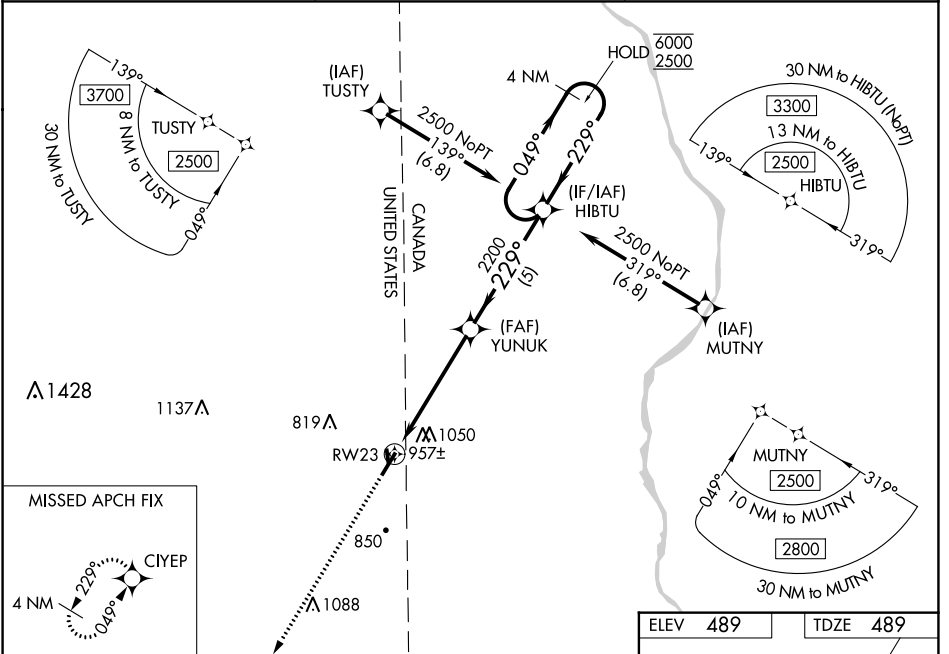 139°
3700
TUSTY
8 NM to TUSTY
2500
30 NM to TUSTY
049°
(IAF)
TUSTY
2500 NoPT
139°
(6.8)
HOLD 6000
2500
4 NM
049°
229°
(IF/IAF)
HIBTU
30 NM to HIBTU (NoPT)
3300
13 NM to HIBTU
139°
2500
HIBTU
319°
CANADA
UNITED STATES
2200
229°
(5)
2500 NoPT
319°
(6.8)
(IAF)
MUTNY
(FAF)
YUNUK
1428
1137
819
1050
RW23
957±
850
1088
MUTNY
2500
049°
319°
10 NM to MUTNY
2800
30 NM to MUTNY
MISSED APCH FIX
CIYEP
229°
4 NM
049°
ELEV 489
TDZE 489